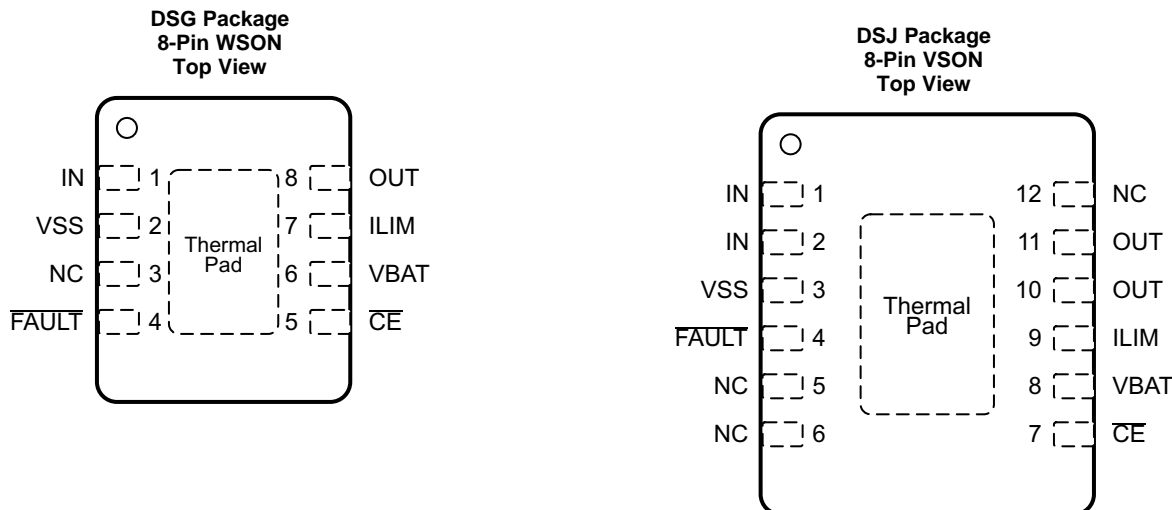 DSG Package
8-Pin WSON
Top View
IN 1 8 OUT
VSS 2 7 ILIM
NC 3 6 VBAT
FAULT 4 5 CE
Thermal
Pad
DSJ Package
8-Pin VSON
Top View
IN 1 12 NC
IN 2 11 OUT
VSS 3 10 OUT
FAULT 4 9 ILIM
NC 5 8 VBAT
NC 6 7 CE
Thermal
Pad